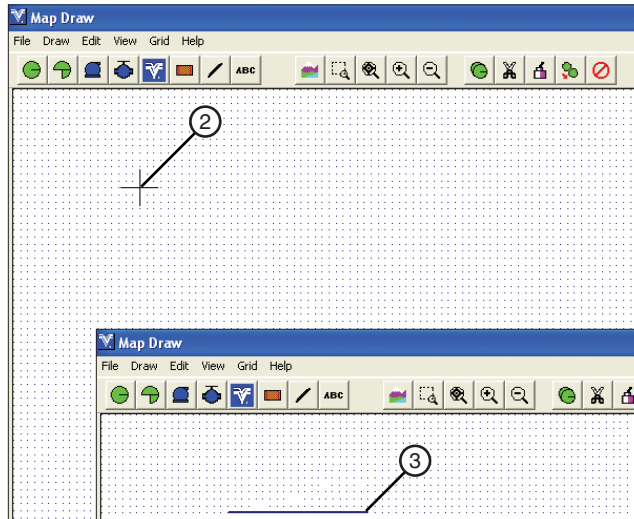 Map Draw
File Draw Edit View Grid Help
ABC
2
Map Draw
File Draw Edit View Grid Help
ABC
3